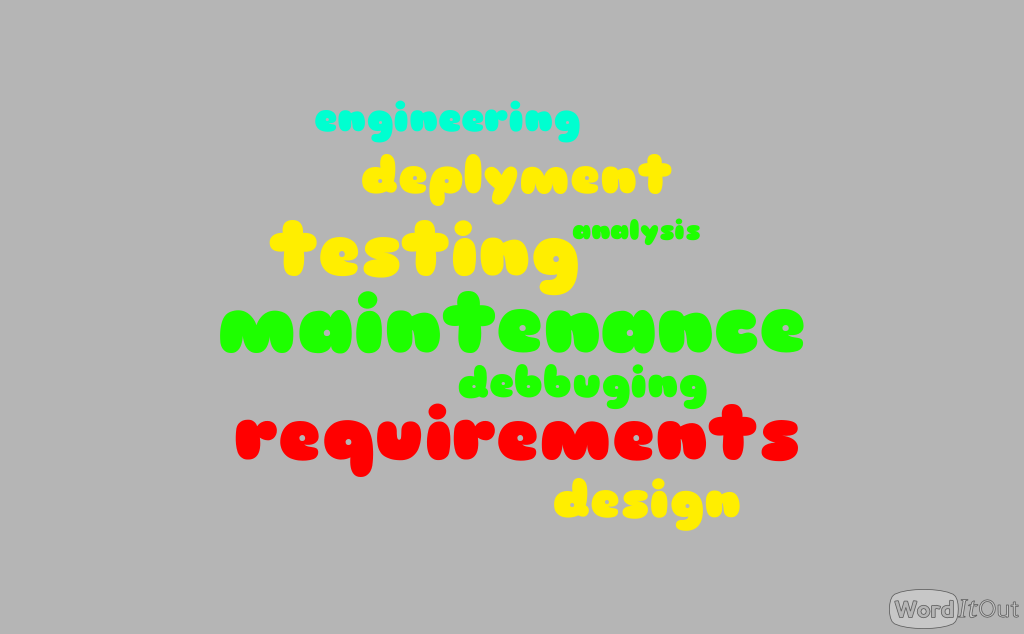 engineering
deplyment
testing
analysis
maintenance
debbuging
requirements
design
WordItOut